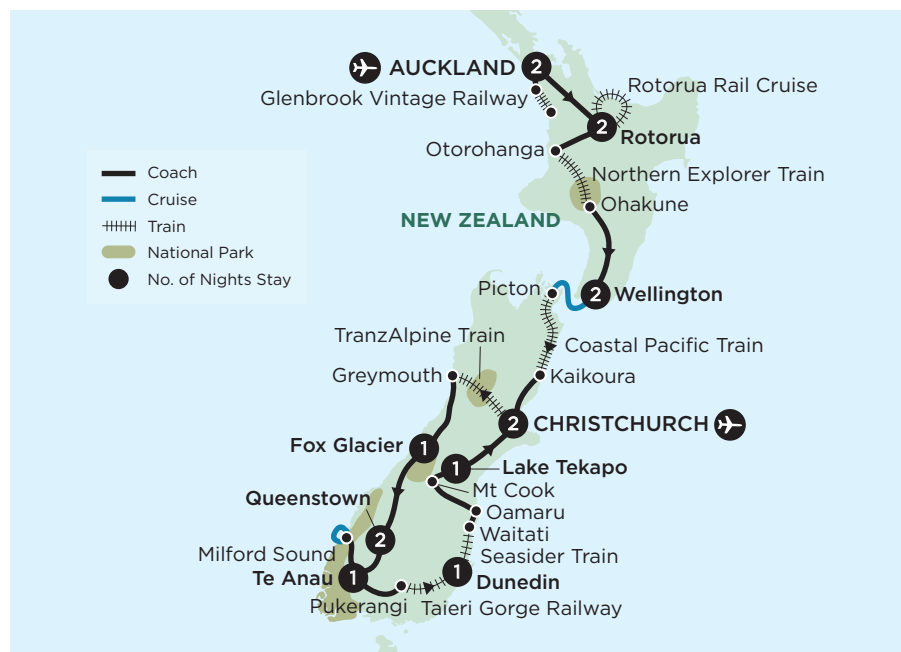 2
AUCKLAND
Glenbrook Vintage Railway
Rotorua Rail Cruise
2
Rotorua
Otorohanga
Northern Explorer Train
Ohakune
NEW ZEALAND
Coach
Cruise
Train
National Park
No. of Nights Stay
Picton
2
Wellington
TranzAlpine Train
Coastal Pacific Train
Greymouth
Kaikoura
2
CHRISTCHURCH
Fox Glacier
1
1
Lake Tekapo
Mt Cook
Queenstown
2
Oamaru
Waitati
Seasider Train
Milford Sound
Te Anau
1
1
Dunedin
Pukerangi
Taieri Gorge Railway